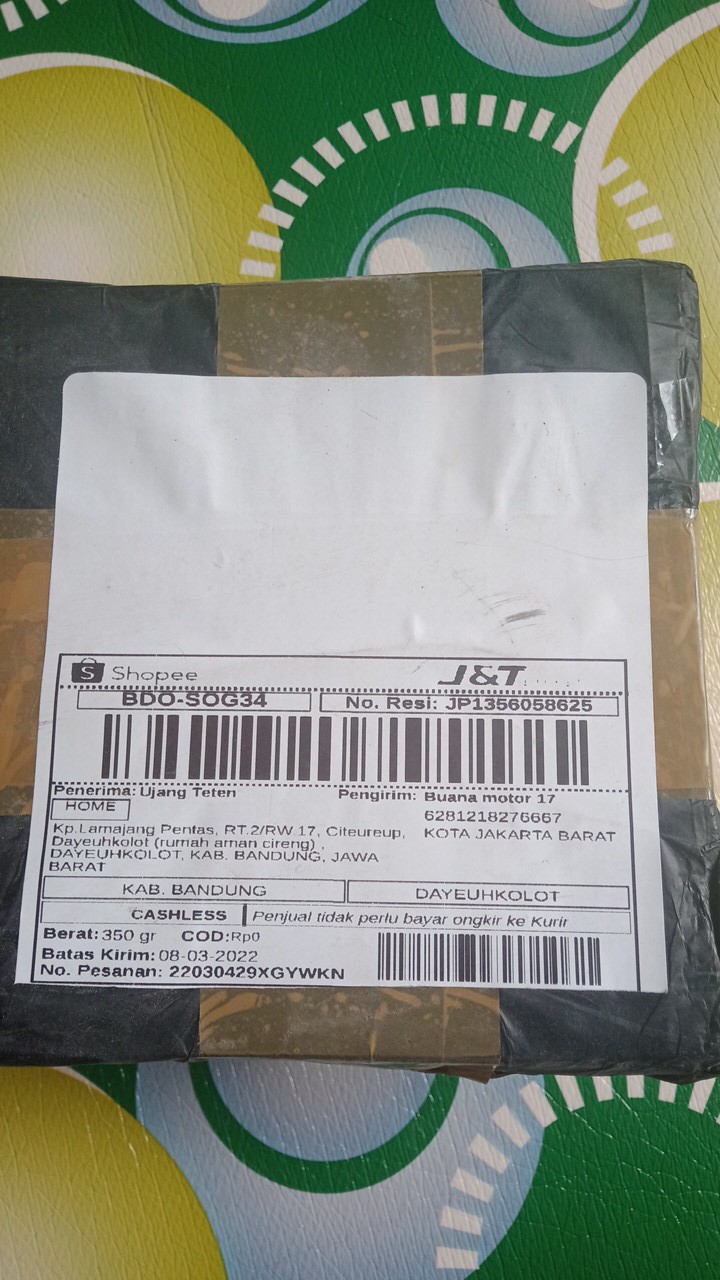 S Shopee
J&T
BDO-SOG34
No. Resi: JP1356058625
Penerima: Ujang Teten
HOME
Kp.Lamajang Pentas, RT.2/RW.17, Citeureup,
Dayeuhkolot (rumah aman cireng) ,
DAYEUHKOLOT, KAB. BANDUNG, JAWA
BARAT
Pengirim: Buana motor 17
6281218276667
KOTA JAKARTA BARAT
KAB. BANDUNG
DAYEUHKOLOT
CASHLESS
Penjual tidak perlu bayar ongkir ke Kurir
Berat: 350 gr COD:Rp0
Batas Kirim: 08-03-2022
No. Pesanan: 22030429XGYWKN